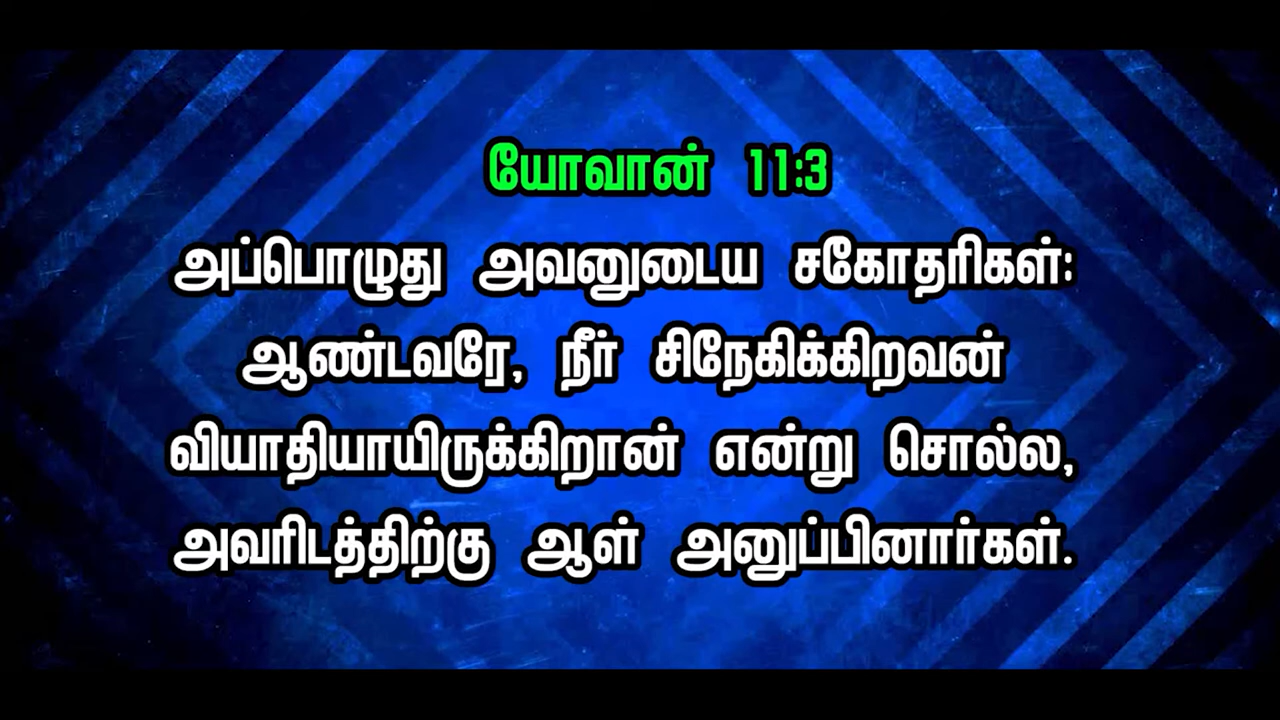 யோவான் 11:3
அப்பொழுது அவனுடைய சகோதரிகள்:
ஆண்டவரே, நீர் சிநேகிக்கிறவன்
வியாதியாயிருக்கிறான் என்று சொல்ல,
அவரிடத்திற்கு ஆள் அனுப்பினார்கள்.